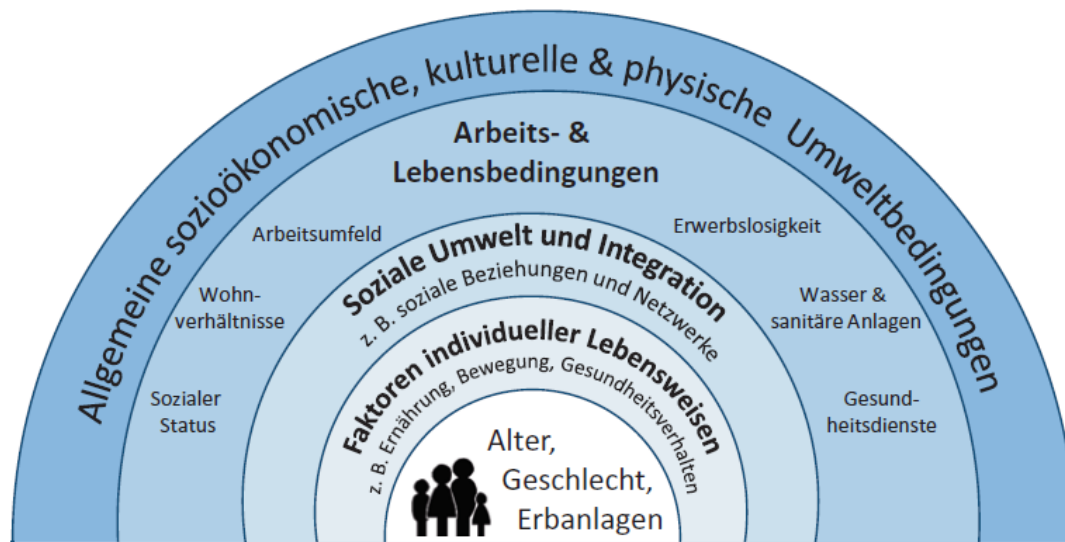 Allgemeine sozioökonomische, kulturelle & physische Umweltbedingungen
Arbeits- &
Lebensbedingungen
Arbeitsumfeld
Erwerbslosigkeit
Wohn-
verhältnisse
Wasser &
sanitäre Anlagen
Sozialer
Status
Gesund-
heitsdienste
Soziale Umwelt und Integration
z. B. soziale Beziehungen und Netzwerke
Faktoren individueller Lebensweisen
z. B. Ernährung, Bewegung, Gesundheitsverhalten
Alter,
Geschlecht,
Erbanlagen